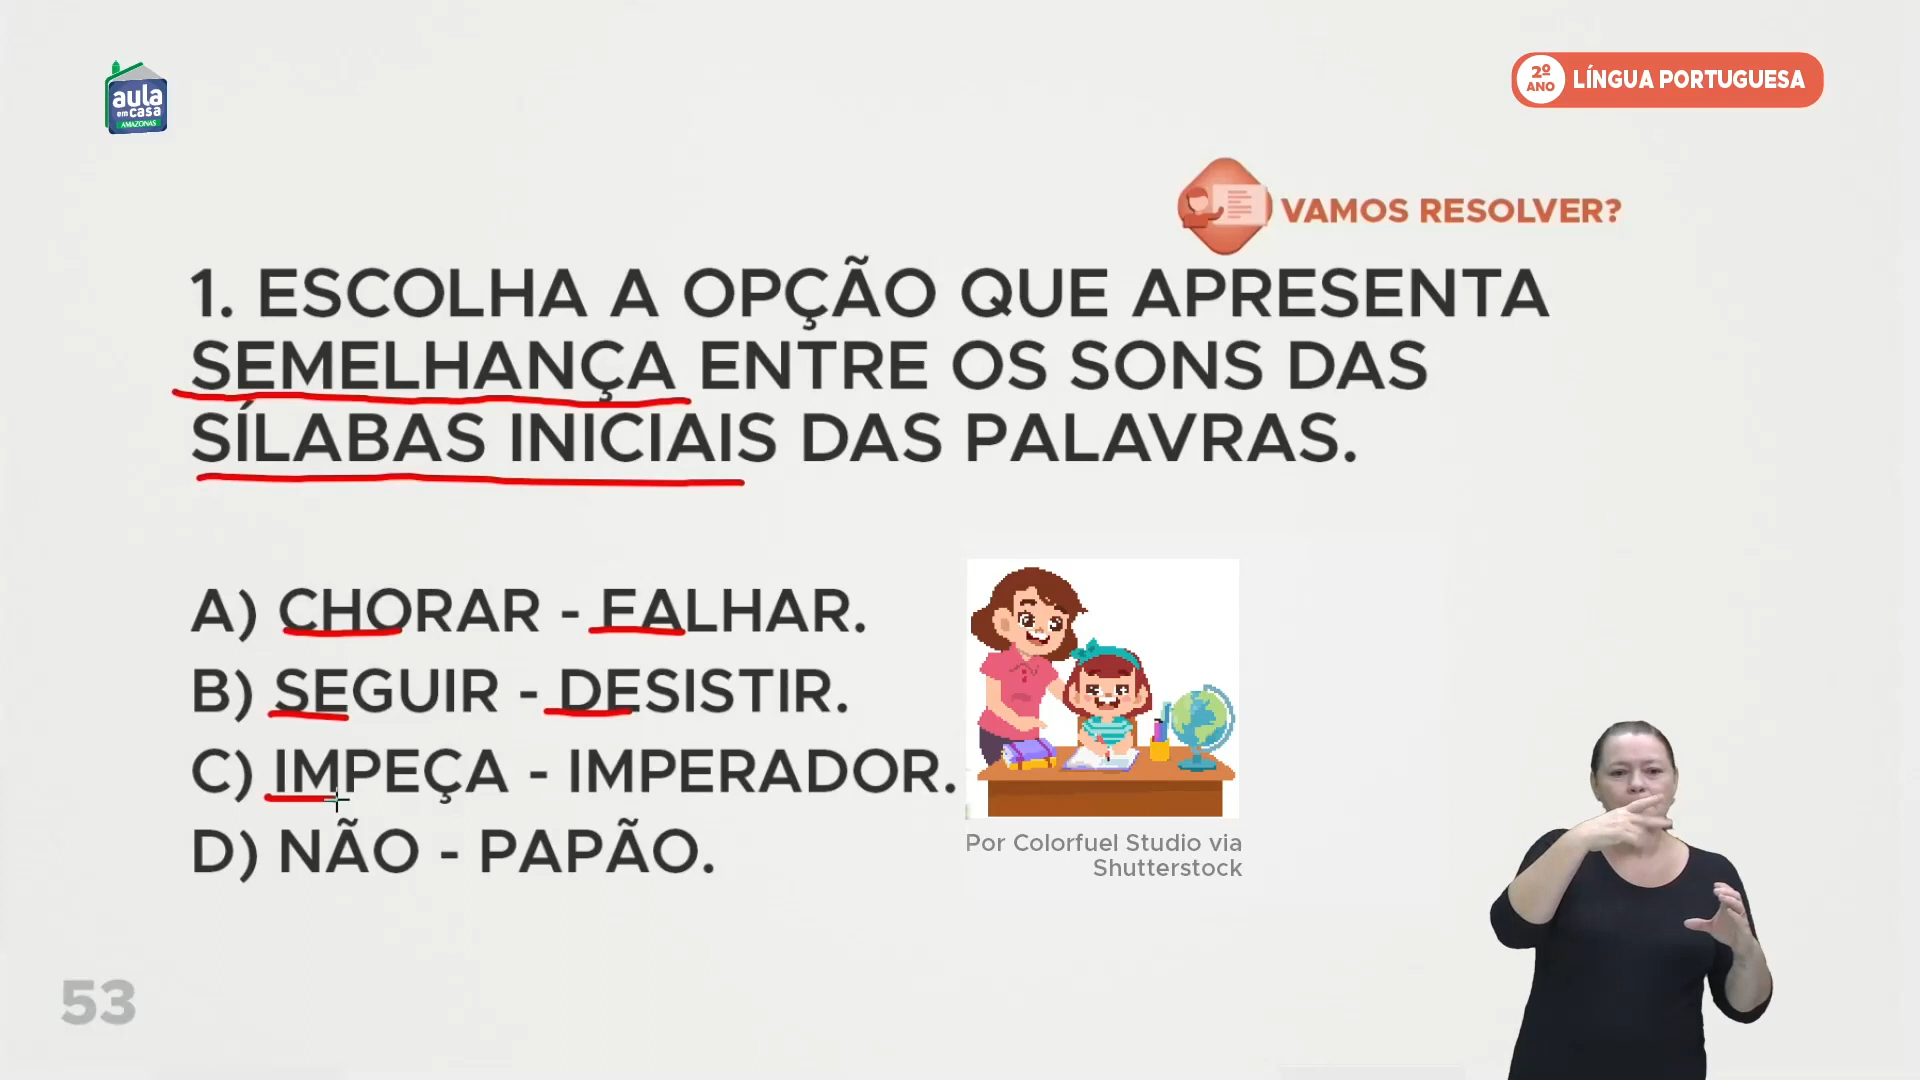 aula
em casa
AMAZONAS
2º
ANO
LÍNGUA PORTUGUESA
VAMOS RESOLVER?
1. ESCOLHA A OPÇÃO QUE APRESENTA
SEMELHANÇA ENTRE OS SONS DAS
SÍLABAS INICIAIS DAS PALAVRAS.
A) CHORAR - FALHAR.
B) SEGUIR - DESISTIR.
C) IMPEÇA - IMPERADOR.
D) NÃO - PAPÃO.
Por Colorfuel Studio via
Shutterstock
53